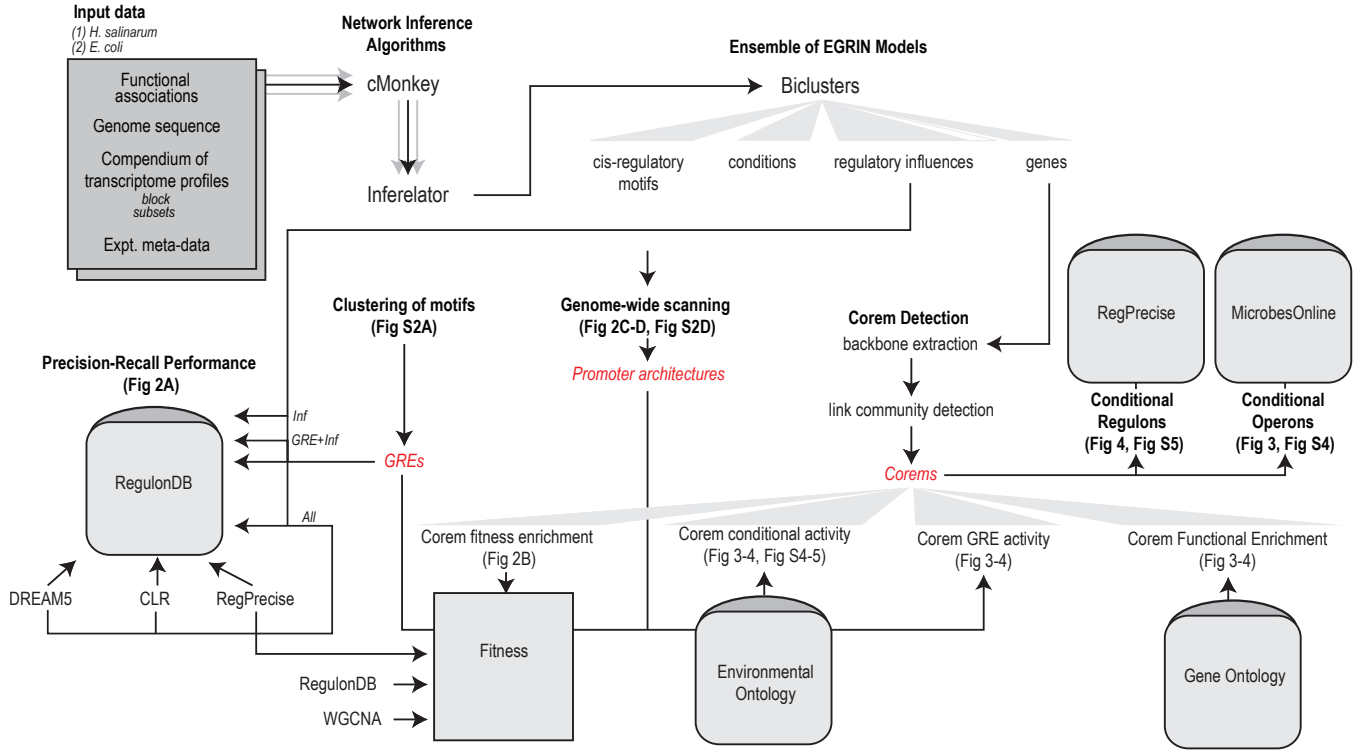 Input data
(1) H. salinarum
(2) E. coli
Functional
associations
Genome sequence
Compendium of
transcriptome profiles
block
subsets
Expt. meta-data
Network Inference
Algorithms
cMonkey
Inferelator
Ensemble of EGRIN Models
Biclusters
cis-regulatory
motifs
conditions
regulatory influences
genes
Clustering of motifs
(Fig S2A)
Genome-wide scanning
(Fig 2C-D, Fig S2D)
Promoter architectures
Corem Detection
backbone extraction
link community detection
Corems
RegPrecise
MicrobesOnline
Conditional
Regulons
(Fig 4, Fig S5)
Conditional
Operons
(Fig 3, Fig S4)
Precision-Recall Performance
(Fig 2A)
RegulonDB
Inf
GRE+Inf
GREs
All
DREAM5
CLR
RegPrecise
Corem fitness enrichment
(Fig 2B)
Corem conditional activity
(Fig 3-4, Fig S4-5)
Corem GRE activity
(Fig 3-4)
Corem Functional Enrichment
(Fig 3-4)
Fitness
RegulonDB
WGCNA
Environmental
Ontology
Gene Ontology